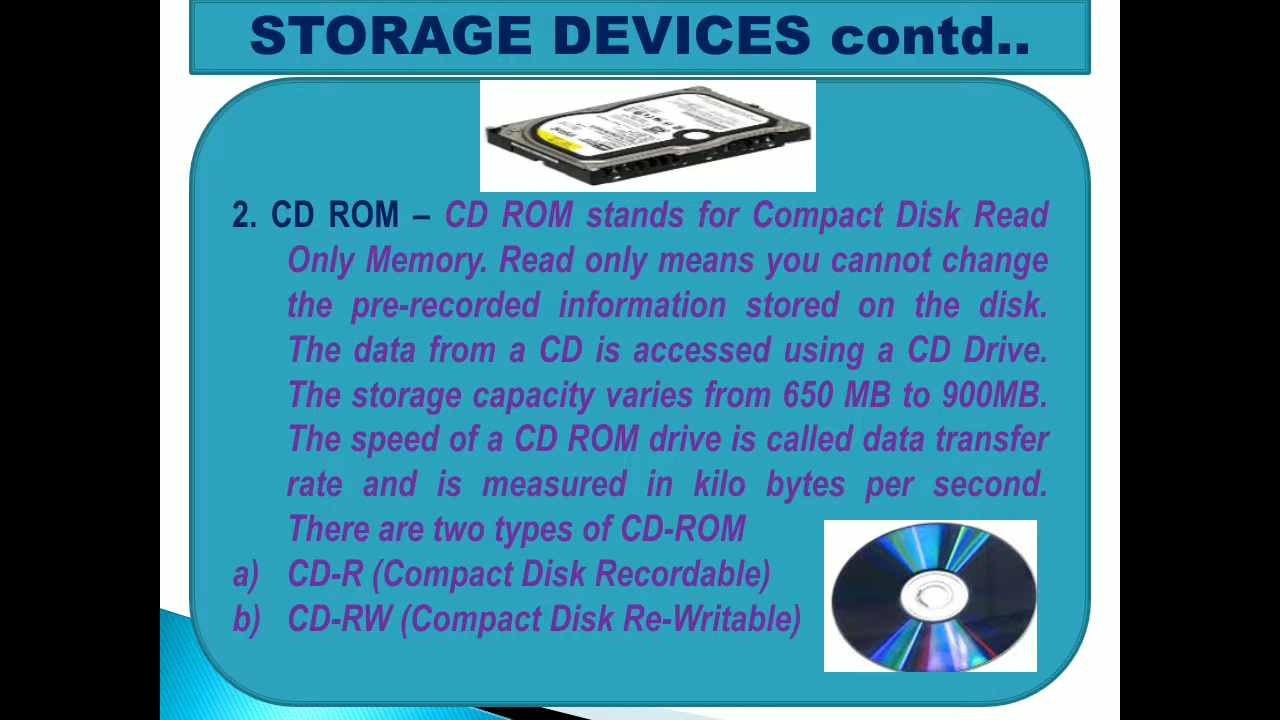 STORAGE DEVICES contd..
2. CD ROM – CD ROM stands for Compact Disk Read
Only Memory. Read only means you cannot change
the pre-recorded information stored on the disk.
The data from a CD is accessed using a CD Drive.
The storage capacity varies from 650 MB to 900MB.
The speed of a CD ROM drive is called data transfer
rate and is measured in kilo bytes per second.
There are two types of CD-ROM
a) CD-R (Compact Disk Recordable)
b) CD-RW (Compact Disk Re-Writable)